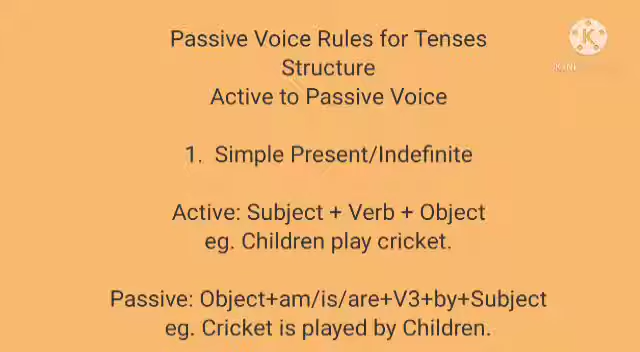 Passive Voice Rules for Tenses
Structure
Active to Passive Voice
1. Simple Present/Indefinite
Active: Subject + Verb + Object
eg. Children play cricket.
Passive: Object+am/is/are+V3+by+Subject
eg. Cricket is played by Children.